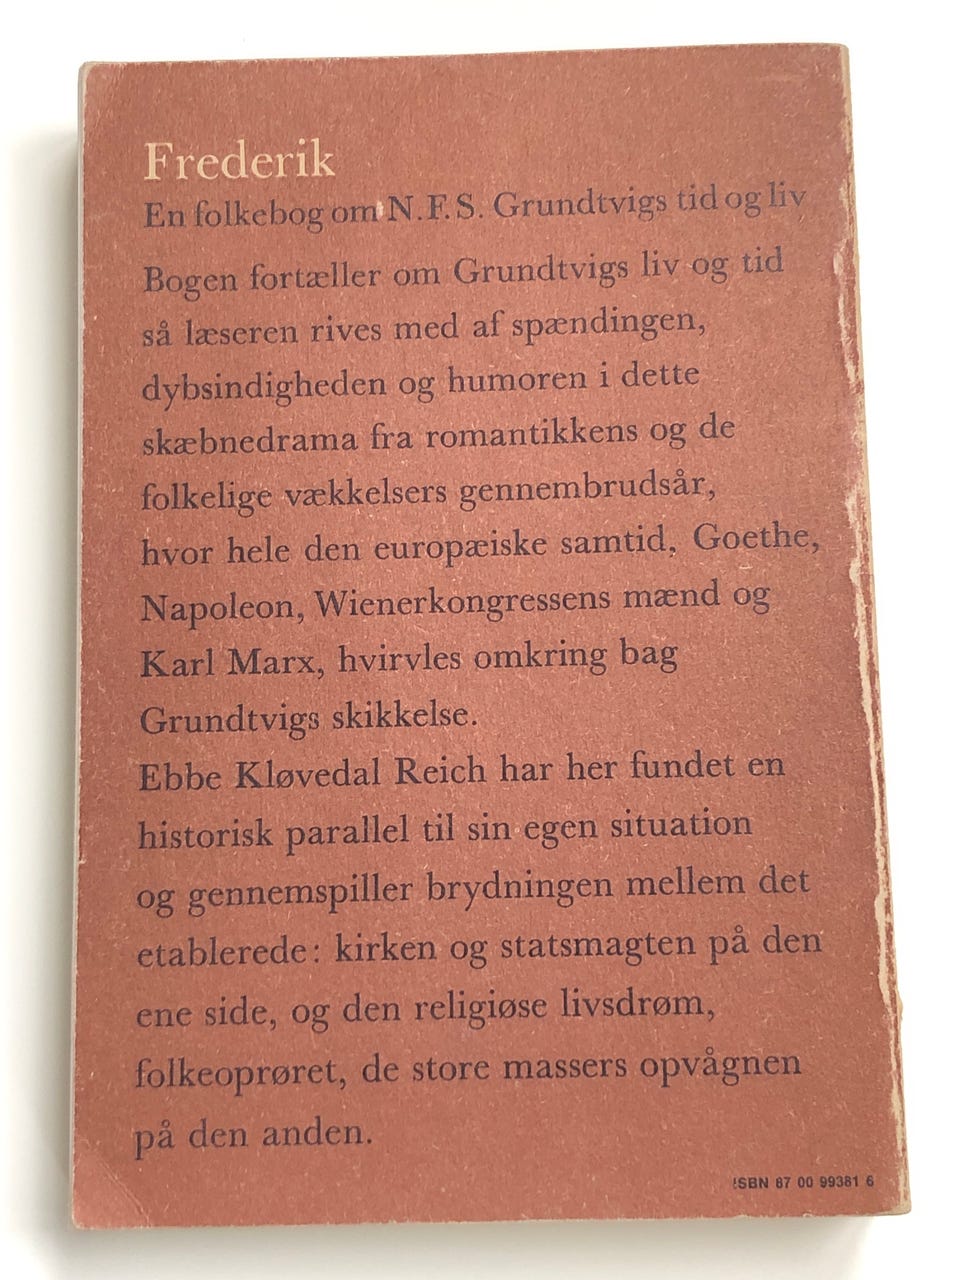 Frederik
En folkebog om N.F.S. Grundtvigs tid og liv
Bogen fortæller om Grundtvigs liv og tid
så læseren rives med af spændingen,
dybsindigheden og humoren i dette
skæbnedrama fra romantikkens og de
folkelige vækkelsers gennembrudsår,
hvor hele den europæiske samtid, Goethe,
Napoleon, Wienerkongressens mænd og
Karl Marx, hvirvles omkring bag
Grundtvigs skikkelse.
Ebbe Kløvedal Reich har her fundet en
historisk parallel til sin egen situation
og gennemspiller brydningen mellem det
etablerede: kirken og statsmagten på den
ene side, og den religiøse livsdrøm,
folkeoprøret, de store massers opvågnen
på den anden.
ISBN 87 00 99381 6